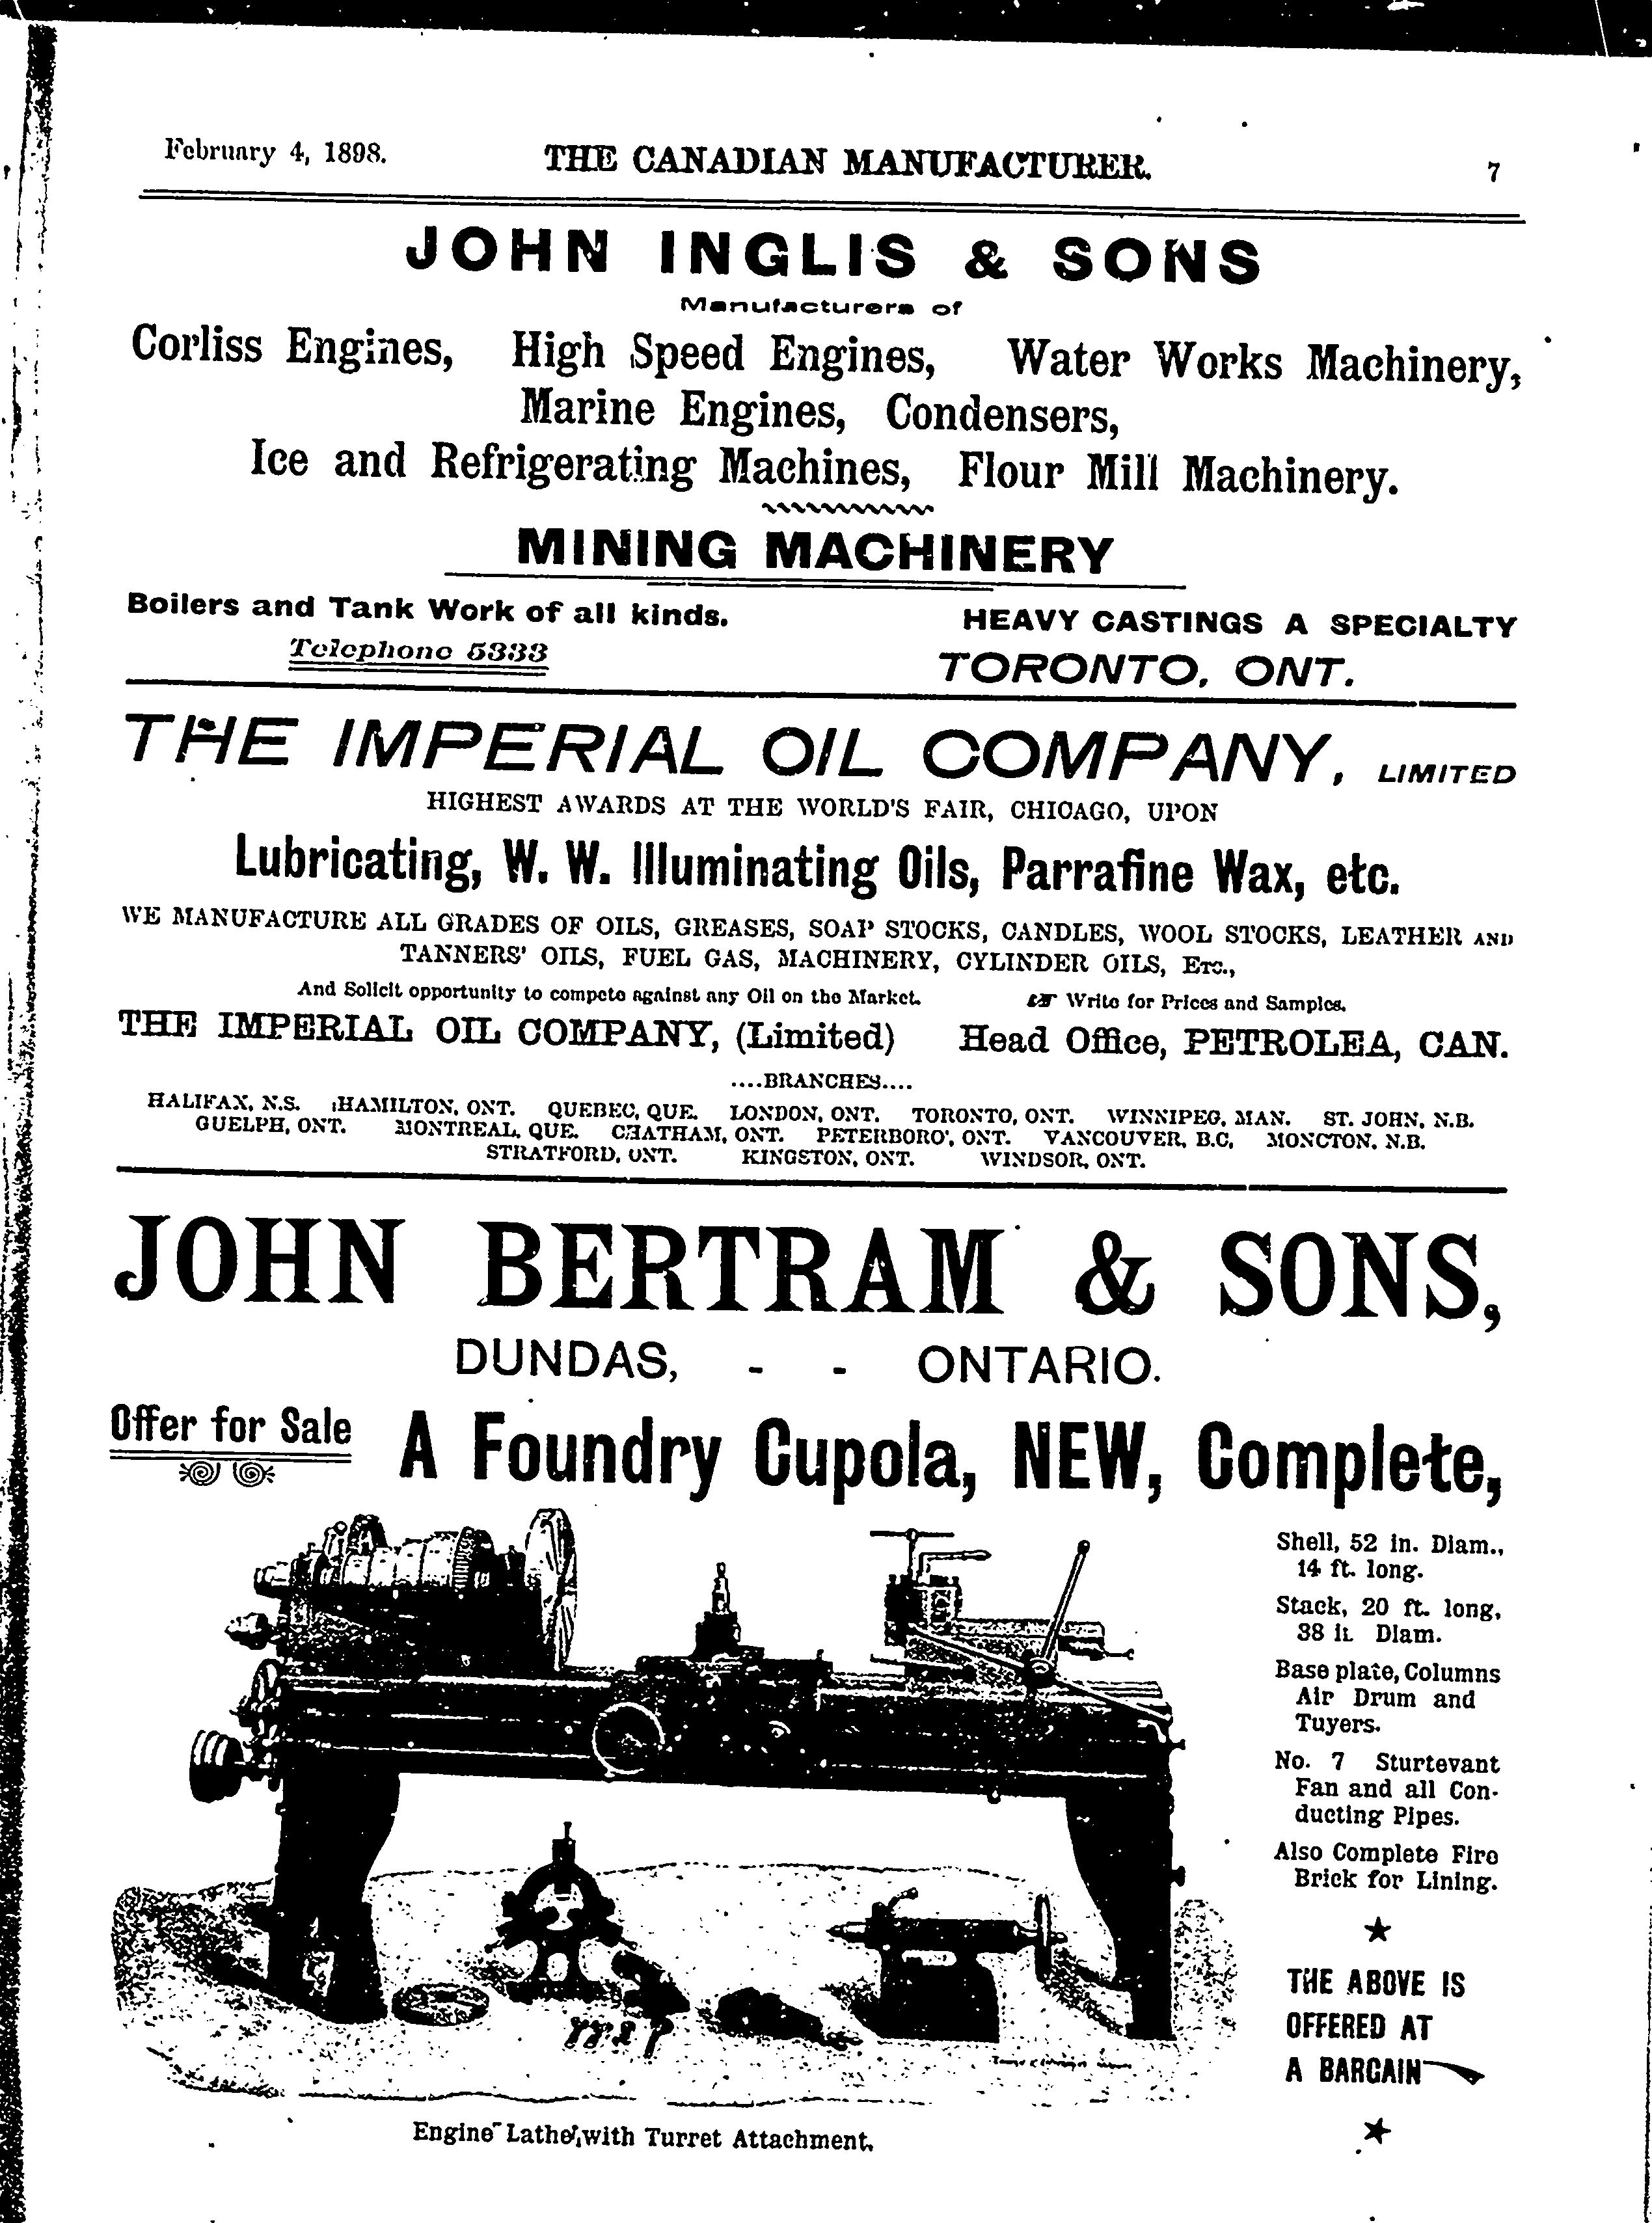 February 4, 1898.
THE CANADIAN MANUFACTURER.
7
JOHN INGLIS & SONS
Manufacturers of
Corliss Engines, High Speed Engines, Water Works Machinery,
Marine Engines, Condensers,
Ice and Refrigerating Machines, Flour Mill Machinery.
MINING MACHINERY
Boilers and Tank Work of all kinds.
HEAVY CASTINGS A SPECIALTY
Telephone 5333
TORONTO, ONT.
THE IMPERIAL OIL COMPANY, LIMITED
HIGHEST AWARDS AT THE WORLD'S FAIR, CHICAGO, UPON
Lubricating, W. W. Illuminating Oils, Parrafine Wax, etc.
WE MANUFACTURE ALL GRADES OF OILS, GREASES, SOAP STOCKS, CANDLES, WOOL STOCKS, LEATHER AND
TANNERS' OILS, FUEL GAS, MACHINERY, CYLINDER OILS, ETC.,
And Solicit opportunity to compete against any Oil on the Market. ☞ Write for Prices and Samples.
THE IMPERIAL OIL COMPANY, (Limited) Head Office, PETROLEA, CAN.
....BRANCHES....
HALIFAX, N.S. HAMILTON, ONT. QUEBEC, QUE. LONDON, ONT. TORONTO, ONT. WINNIPEG, MAN. ST. JOHN, N.B.
GUELPH, ONT. MONTREAL, QUE. CHATHAM, ONT. PETERBORO', ONT. VANCOUVER, B.C. MONCTON, N.B.
STRATFORD, ONT. KINGSTON, ONT. WINDSOR, ONT.
JOHN BERTRAM & SONS,
DUNDAS, - - ONTARIO.
Offer for Sale
A Foundry Cupola, NEW, Complete,
Shell, 52 in. Diam.,
14 ft. long.
Stack, 20 ft. long,
38 in. Diam.
Base plate, Columns
Air Drum and
Tuyers.
No. 7 Sturtevant
Fan and all Con-
ducting Pipes.
Also Complete Fire
Brick for Lining.
★
THE ABOVE IS
OFFERED AT
A BARGAIN
★
Engine Lathe, with Turret Attachment.